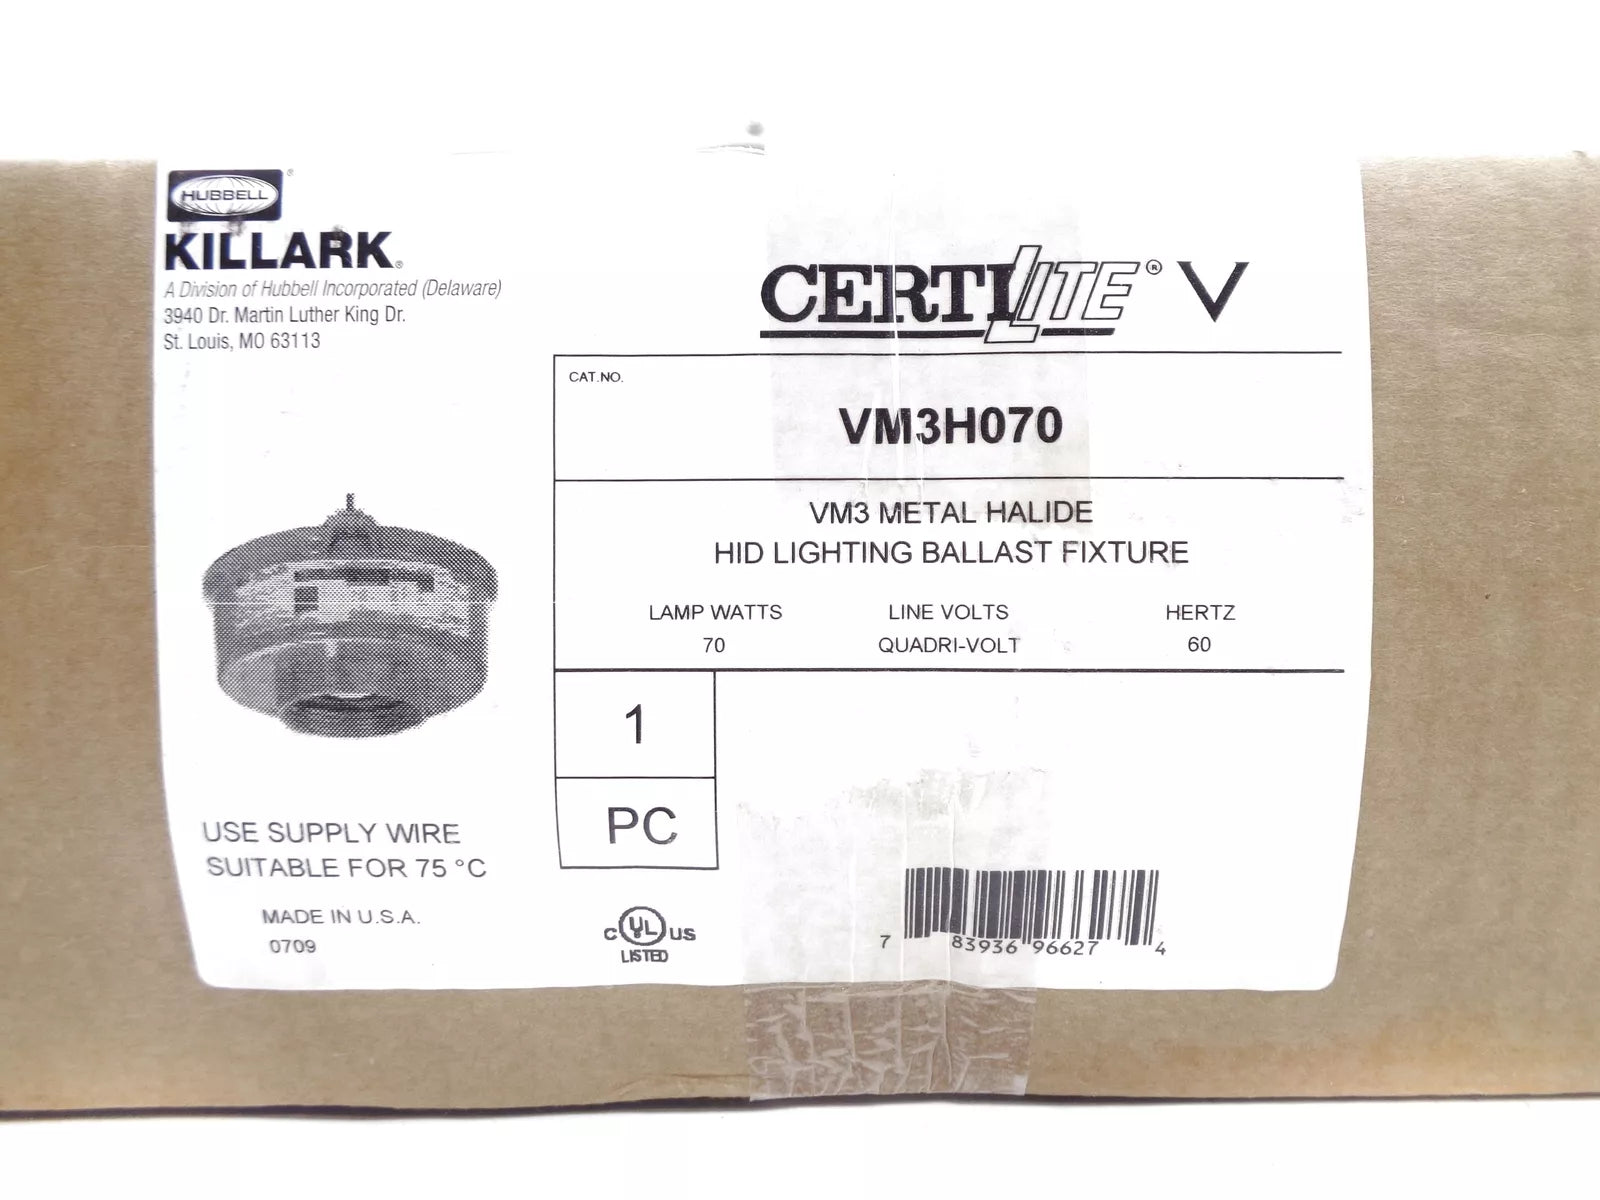 HUBBELL®
KILLARK®
A Division of Hubbell Incorporated (Delaware)
3940 Dr. Martin Luther King Dr.
St. Louis, MO 63113
CERTILITE® V
CAT.NO.
VM3H070
VM3 METAL HALIDE
HID LIGHTING BALLAST FIXTURE
LAMP WATTS LINE VOLTS HERTZ
70 QUADRI-VOLT 60
1
PC
USE SUPPLY WIRE
SUITABLE FOR 75 °C
MADE IN U.S.A.
0709
C UL US
LISTED
7 83936 96627 4